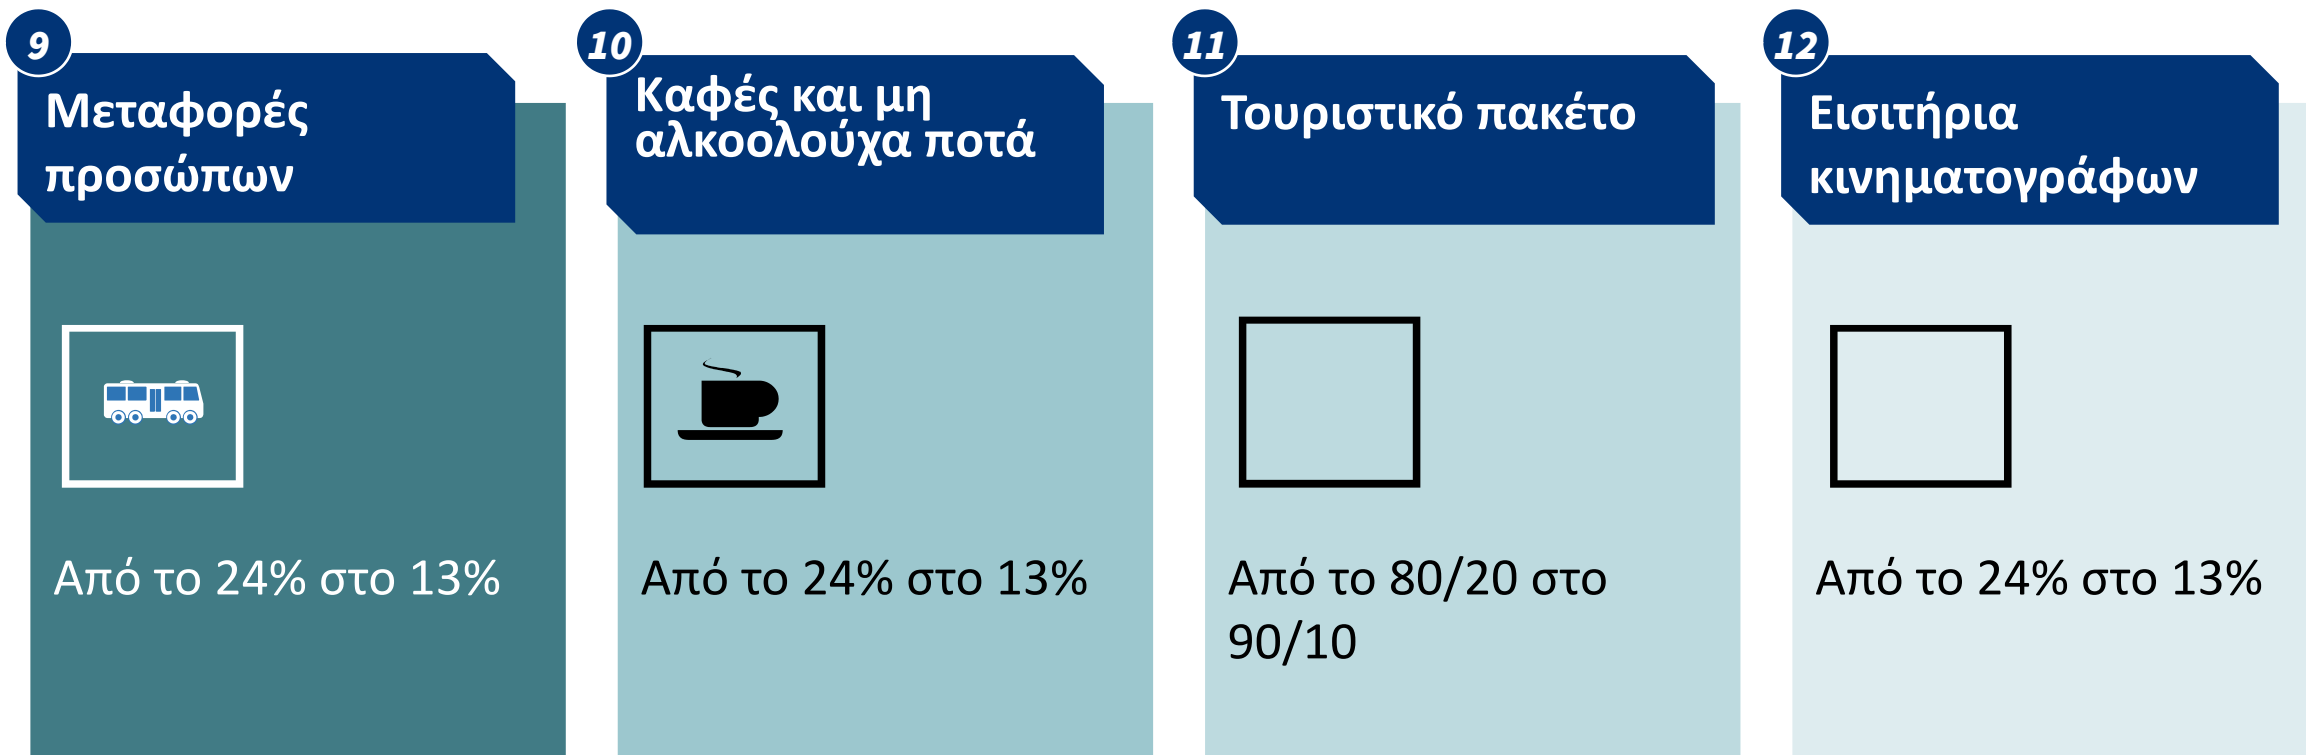 9
Μεταφορές
προσώπων
Από το 24% στο 13%
10
Καφές και μη
αλκοολούχα ποτά
Από το 24% στο 13%
11
Τουριστικό πακέτο
Από το 80/20 στο
90/10
12
Εισιτήρια
κινηματογράφων
Από το 24% στο 13%